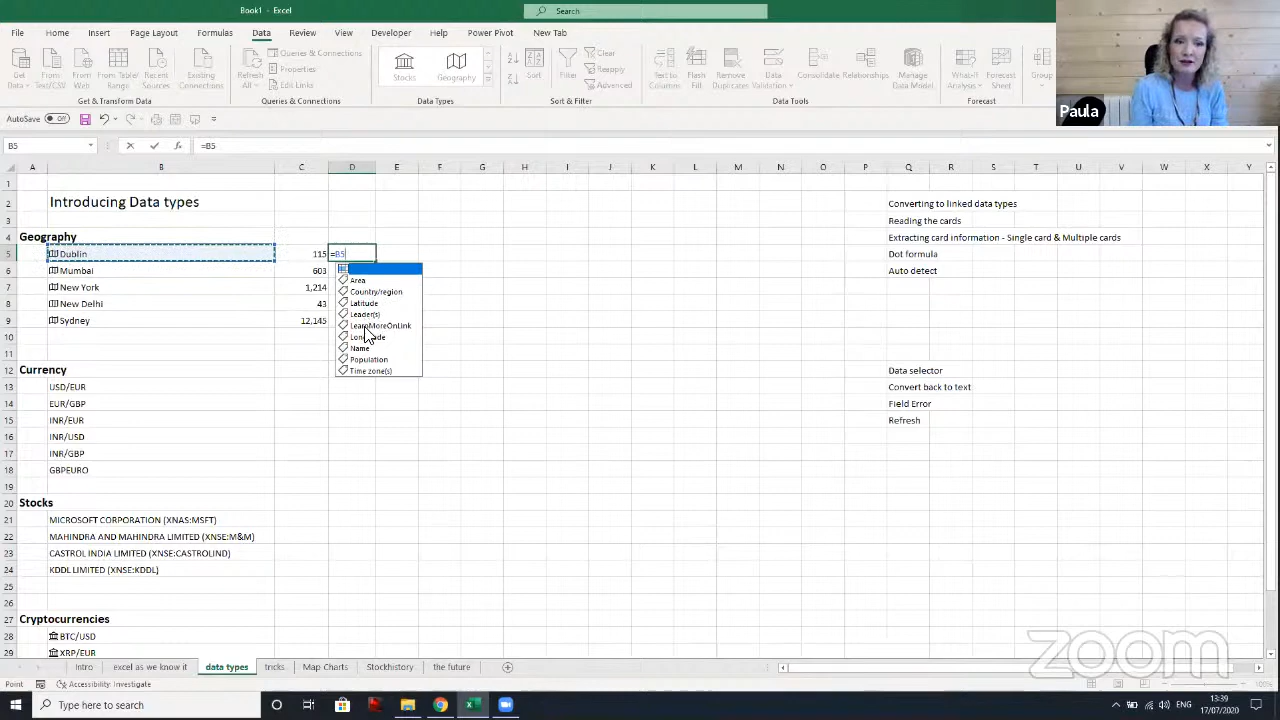 Book1 - Excel
Search
File Home Insert Page Layout Formulas Data Review View Developer Help Power Pivot New Tab
Get Data From Text/CSV From Web From Table/Range Recent Sources Existing Connections
Refresh All Queries & Connections Properties Edit Links
Stocks Geography
Sort Filter Clear Reapply Advanced
Text to Columns Flash Fill Remove Duplicates Data Validation Consolidate Relationships Manage Data Model
What-If Analysis Forecast Sheet Group
Get & Transform Data Queries & Connections Data Types Sort & Filter Data Tools Forecast
Paula
AutoSave Off
B5 fx =B5
A B C D E F G H I J K L M N O P Q R S T U V W X Y
1
2 Introducing Data types Converting to linked data types
3 Reading the cards
4 Geography Extracting card information - Single card & Multiple cards
5 Dublin 115 =B5 Dot formula
6 Mumbai 603 Auto detect
7 New York 1,214
8 New Delhi 43
9 Sydney 12,145
Area
Country/region
Latitude
Leader(s)
LearnMoreOnLink
Name
Population
Time zone(s)
10
11
12 Currency Data selector
13 USD/EUR Convert back to text
14 EUR/GBP Field Error
15 INR/EUR Refresh
16 INR/USD
17 INR/GBP
18 GBPEURO
19
20 Stocks
21 MICROSOFT CORPORATION (XNAS:MSFT)
22 MAHINDRA AND MAHINDRA LIMITED (XNSE:M&M)
23 CASTROL INDIA LIMITED (XNSE:CASTROLIND)
24 KDDL LIMITED (XNSE:KDDL)
25
26
27 Cryptocurrencies
28 BTC/USD
29 XRP/EUR
zoom
Intro excel as we know it data types tricks Map Charts Stockhistory the future
Point Accessibility: Investigate 100%
Type here to search
ENG
13:39
17/07/2020